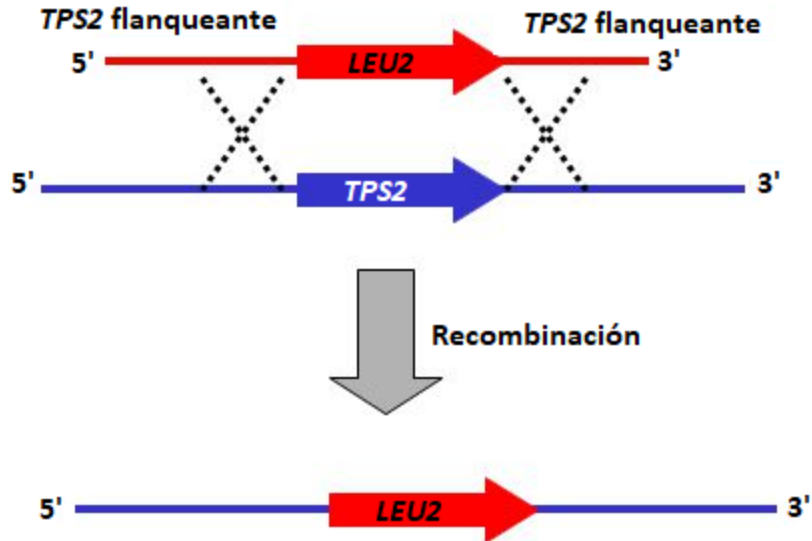 TPS2 flanqueante
TPS2 flanqueante
5'
LEU2
3'
5'
TPS2
3'
Recombinación
5'
LEU2
3'